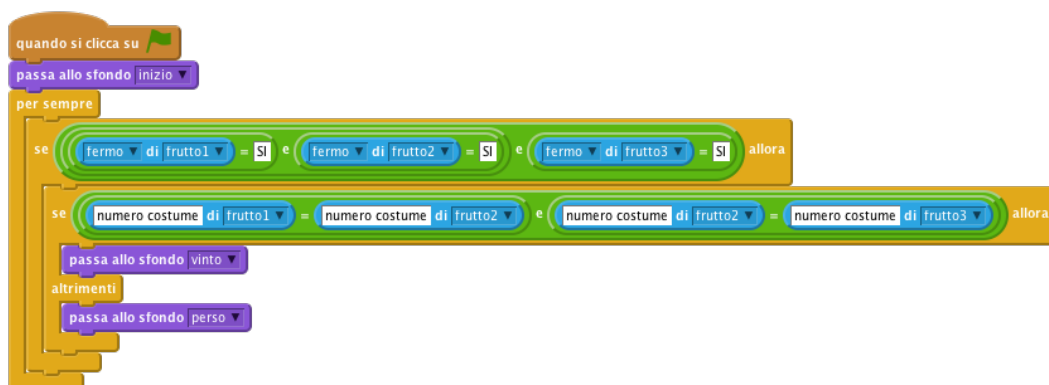 quando si clicca su
passa allo sfondo inizio
per sempre
se fermo di frutto1 = SI e fermo di frutto2 = SI e fermo di frutto3 = SI allora
se numero costume di frutto1 = numero costume di frutto2 e numero costume di frutto2 = numero costume di frutto3 allora
passa allo sfondo vinto
altrimenti
passa allo sfondo perso